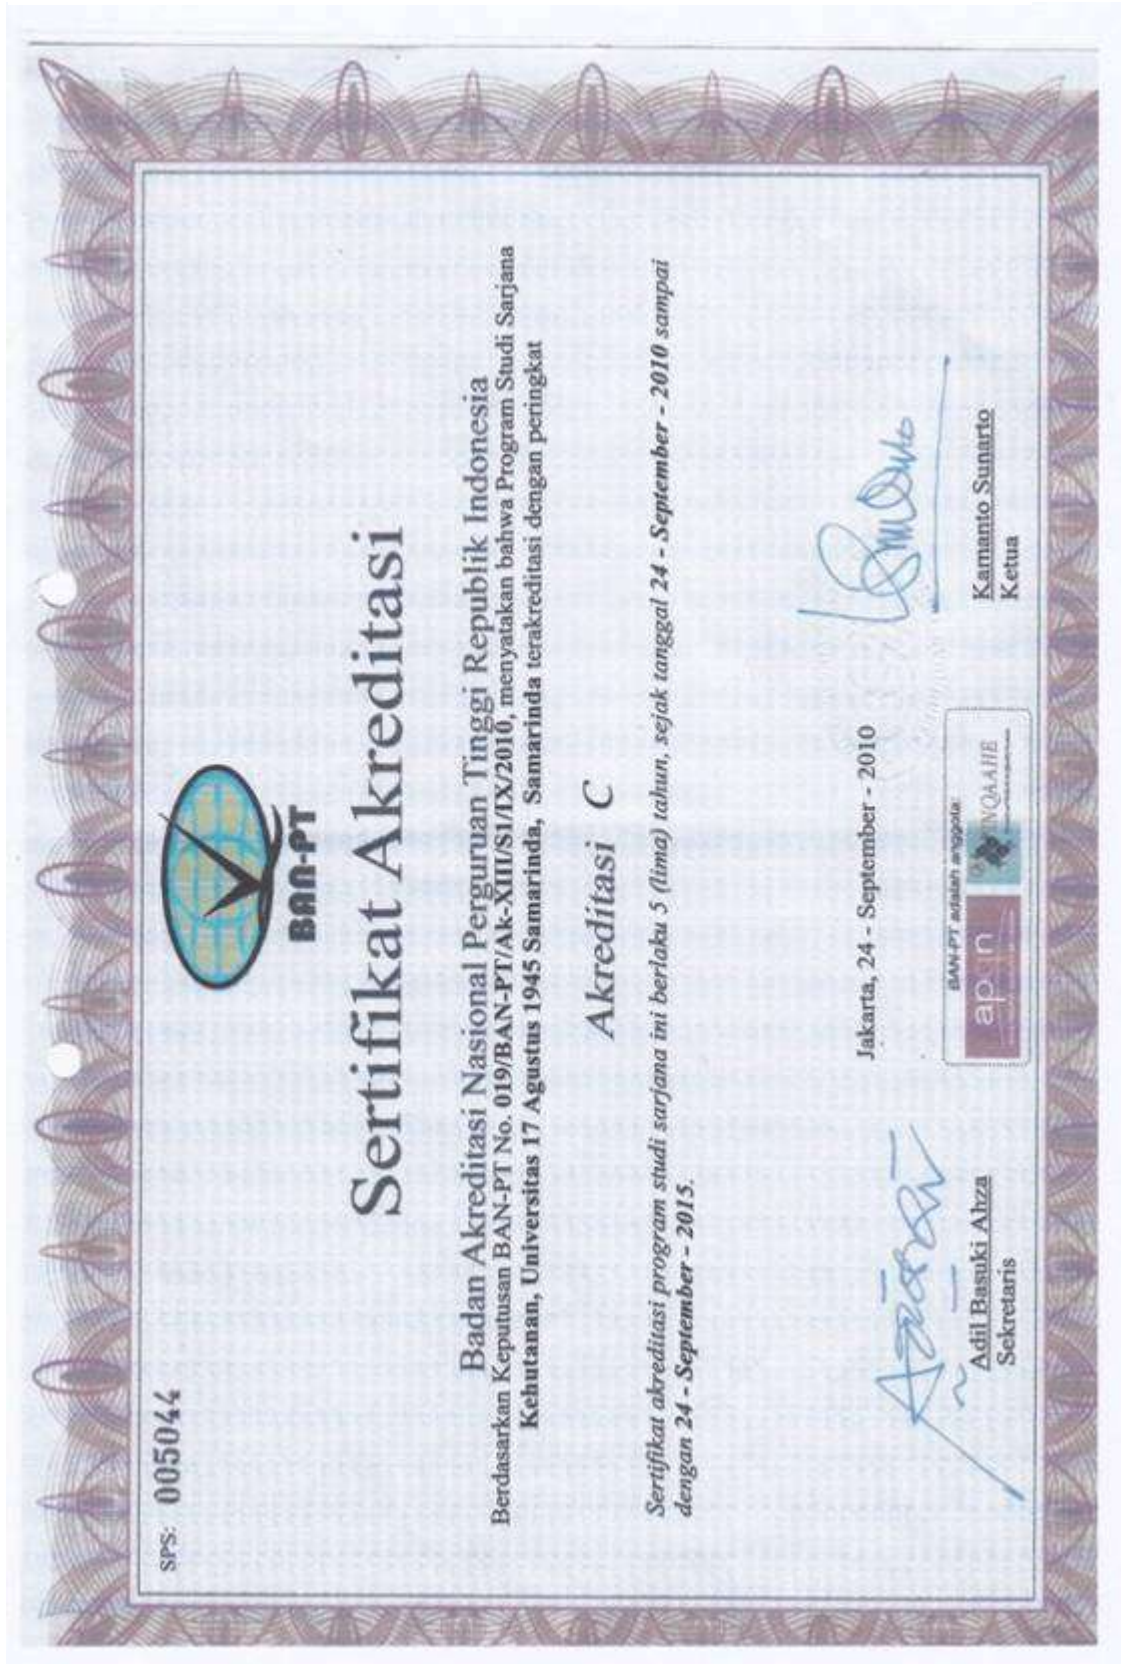 SPS: 005044
BAN-PT
Sertifikat Akreditasi
Badan Akreditasi Nasional Perguruan Tinggi Republik Indonesia
Berdasarkan Keputusan BAN-PT No. 019/BAN-PT/Ak-XIII/S1/IX/2010, menyatakan bahwa Program Studi Sarjana
Kehutanan, Universitas 17 Agustus 1945 Samarinda, Samarinda terakreditasi dengan peringkat
Akreditasi C
Sertifikat akreditasi program studi sarjana ini berlaku 5 (lima) tahun, sejak tanggal 24 - September - 2010 sampai
dengan 24 - September - 2015.
Jakarta, 24 - September - 2010
BAN-PT adalah anggota:
INQAAHE
Adil Basuki Ahza
Sekretaris
Kamanto Sunarto
Ketua